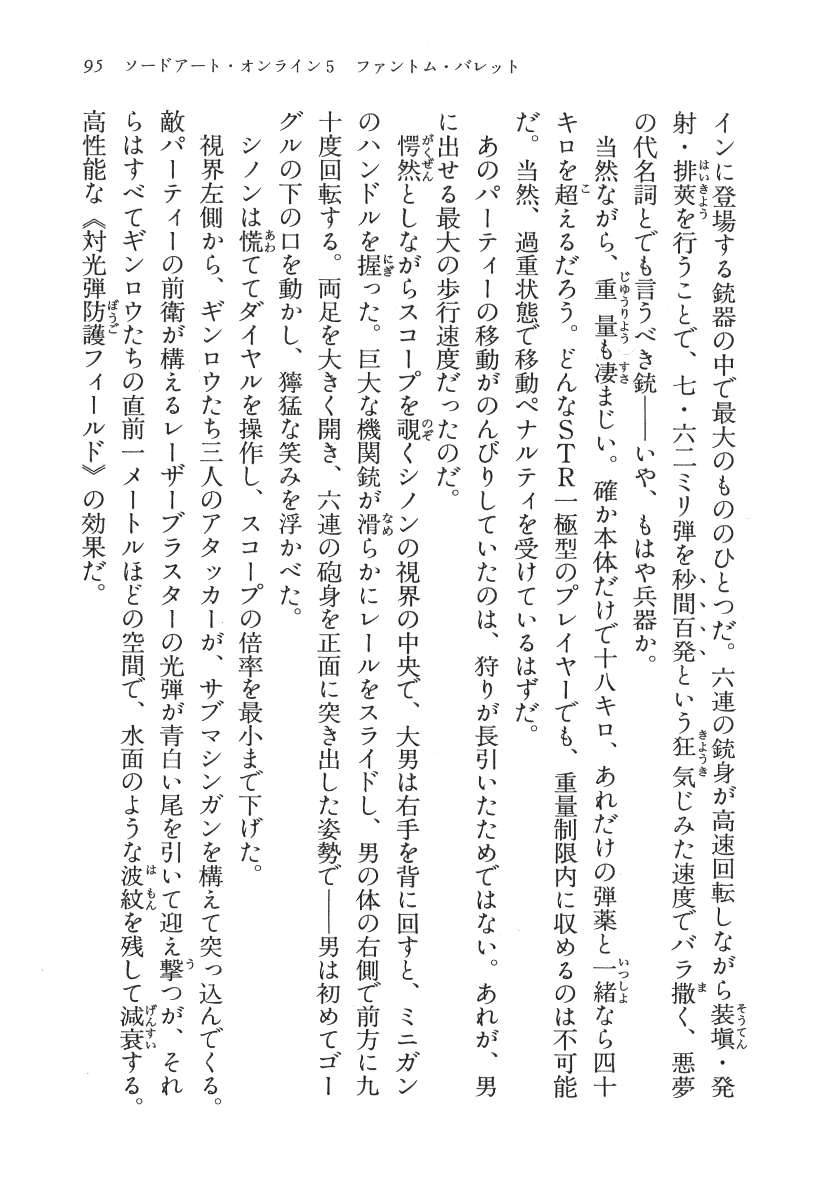 95 ソードアート・オンライン5 ファントム・バレット
インに登場する銃器の中で最大のもののひとつだ。六連の銃身が高速回転しながら装塡・発
射・排莢を行うことで、七・六二ミリ弾を秒間百発という狂気じみた速度でバラ撒く、悪夢
の代名詞とでも言うべき銃――いや、もはや兵器か。
当然ながら、重量も凄まじい。確か本体だけで十八キロ、あれだけの弾薬と一緒なら四十
キロを超えるだろう。どんなSTR一極型のプレイヤーでも、重量制限内に収めるのは不可能
だ。当然、過重状態で移動ペナルティを受けているはずだ。
あのパーティーの移動がのんびりしていたのは、狩りが長引いたためではない。あれが、男
に出せる最大の歩行速度だったのだ。
愕然としながらスコープを覗くシノンの視界の中央で、大男は右手を背に回すと、ミニガン
のハンドルを握った。巨大な機関銃が滑らかにレールをスライドし、男の体の右側で前方に九
十度回転する。両足を大きく開き、六連の砲身を正面に突き出した姿勢で――男は初めてゴー
グルの下の口を動かし、獰猛な笑みを浮かべた。
シノンは慌ててダイヤルを操作し、スコープの倍率を最小まで下げた。
視界左側から、ギンロウたち三人のアタッカーが、サブマシンガンを構えて突っ込んでくる。
敵パーティーの前衛が構えるレーザーブラスターの光弾が青白い尾を引いて迎え撃つが、それ
らはすべてギンロウたちの直前一メートルほどの空間で、水面のような波紋を残して減衰する。
高性能な《対光弾防護フィールド》の効果だ。